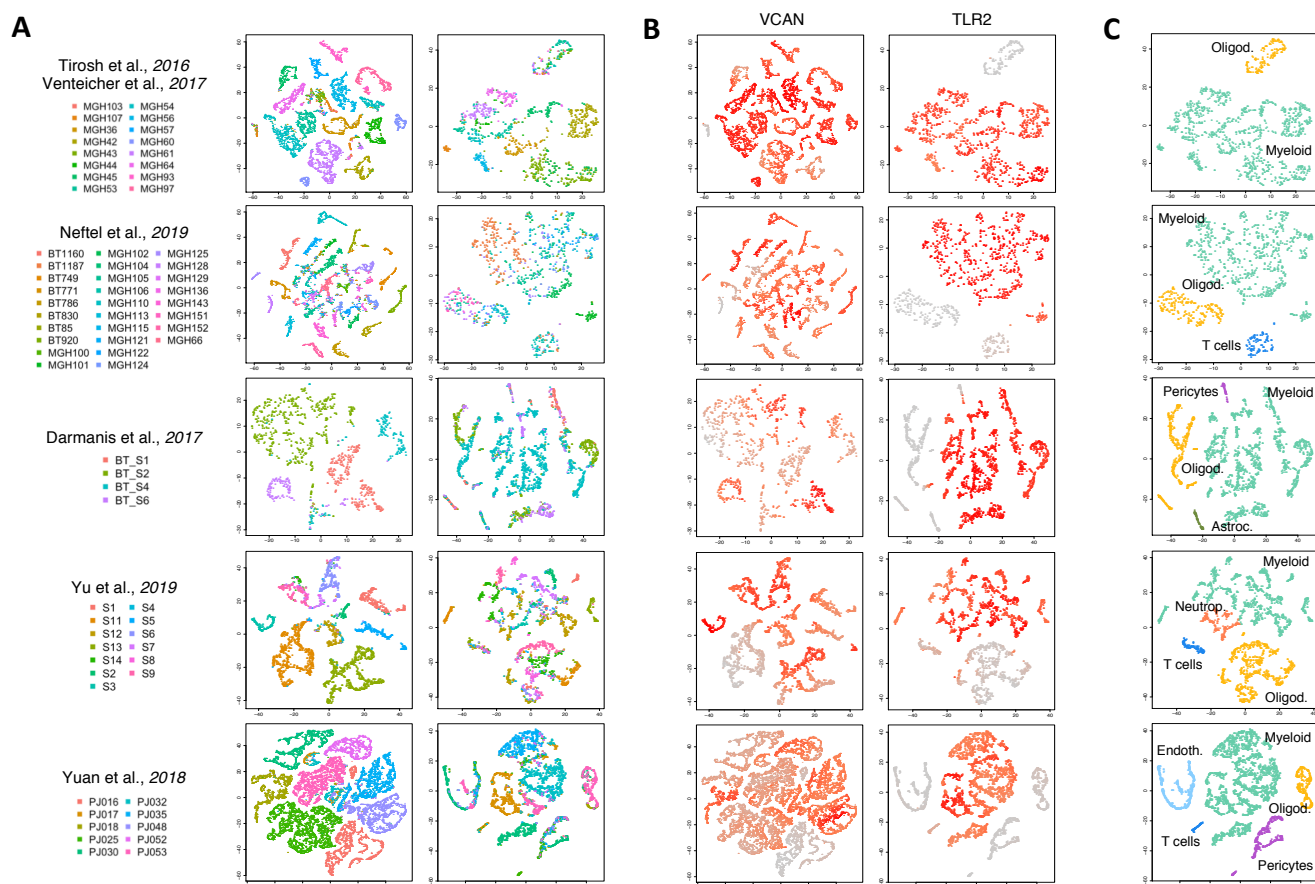 A
B
C
VCAN
TLR2
Tirosh et al., 2016
Venteicher et al., 2017
MGH103 MGH54
MGH107 MGH56
MGH36 MGH57
MGH42 MGH60
MGH43 MGH61
MGH44 MGH64
MGH45 MGH93
MGH53 MGH97
Oligod.
Myeloid
Neftel et al., 2019
BT1160 MGH102 MGH125
BT1187 MGH104 MGH128
BT749 MGH105 MGH129
BT771 MGH106 MGH136
BT786 MGH110 MGH143
BT830 MGH113 MGH151
BT85 MGH115 MGH152
BT920 MGH121 MGH66
MGH100 MGH122
MGH101 MGH124
Myeloid
Oligod.
T cells
Darmanis et al., 2017
BT_S1
BT_S2
BT_S4
BT_S6
Pericytes
Myeloid
Oligod.
Astroc.
Yu et al., 2019
S1 S4
S11 S5
S12 S6
S13 S7
S14 S8
S2 S9
S3
Myeloid
Neutrop.
T cells
Oligod.
Yuan et al., 2018
PJ016 PJ032
PJ017 PJ035
PJ018 PJ048
PJ025 PJ052
PJ030 PJ053
Myeloid
Endoth.
Oligod.
T cells
Pericytes